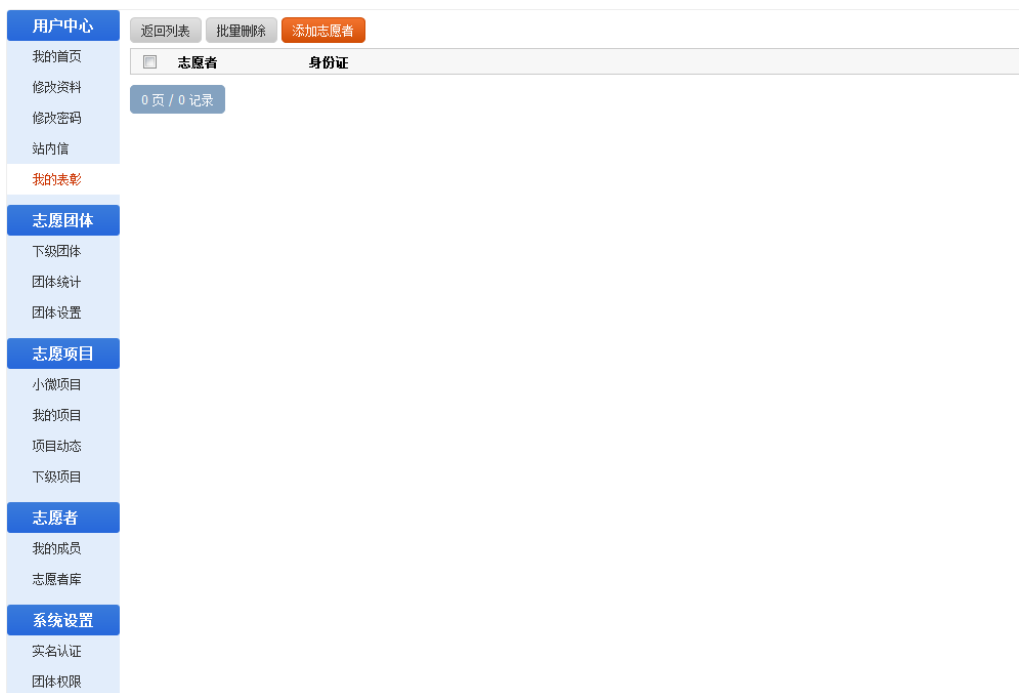 用户中心
我的首页
修改资料
修改密码
站内信
我的表彰
志愿团体
下级团体
团体统计
团体设置
志愿项目
小微项目
我的项目
项目动态
下级项目
志愿者
我的成员
志愿者库
系统设置
实名认证
团体权限
返回列表 批量删除 添加志愿者
志愿者 身份证
0 页 / 0 记录